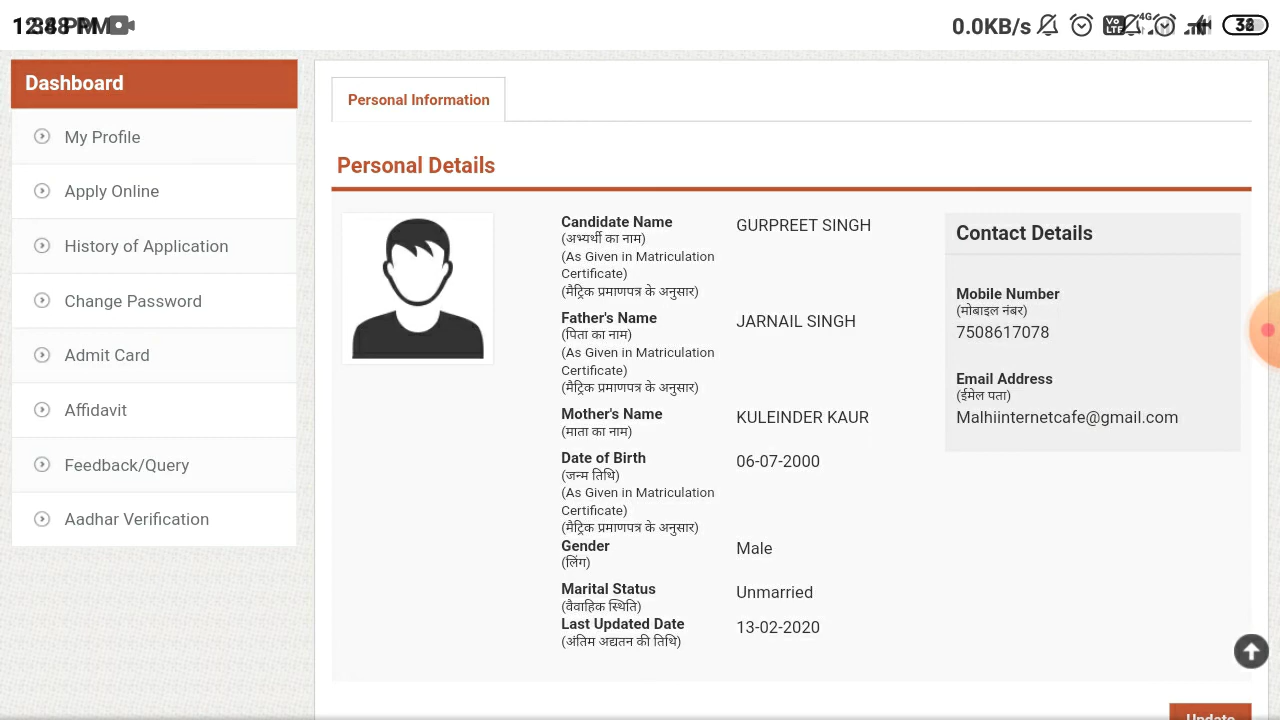 0.0KB/s
Dashboard
My Profile
Apply Online
History of Application
Change Password
Admit Card
Affidavit
Feedback/Query
Aadhar Verification
Personal Information
Personal Details
Candidate Name GURPREET SINGH
(अभ्यर्थी का नाम)
(As Given in Matriculation
Certificate)
(मैट्रिक प्रमाणपत्र के अनुसार)
Father's Name JARNAIL SINGH
(पिता का नाम)
(As Given in Matriculation
Certificate)
(मैट्रिक प्रमाणपत्र के अनुसार)
Mother's Name KULEINDER KAUR
(माता का नाम)
Date of Birth 06-07-2000
(जन्म तिथि)
(As Given in Matriculation
Certificate)
(मैट्रिक प्रमाणपत्र के अनुसार)
Gender Male
(लिंग)
Marital Status Unmarried
(वैवाहिक स्थिति)
Last Updated Date 13-02-2020
(अंतिम अद्यतन की तिथि)
Contact Details
Mobile Number
(मोबाइल नंबर)
7508617078
Email Address
(ईमेल पता)
Malhiinternetcafe@gmail.com
Update